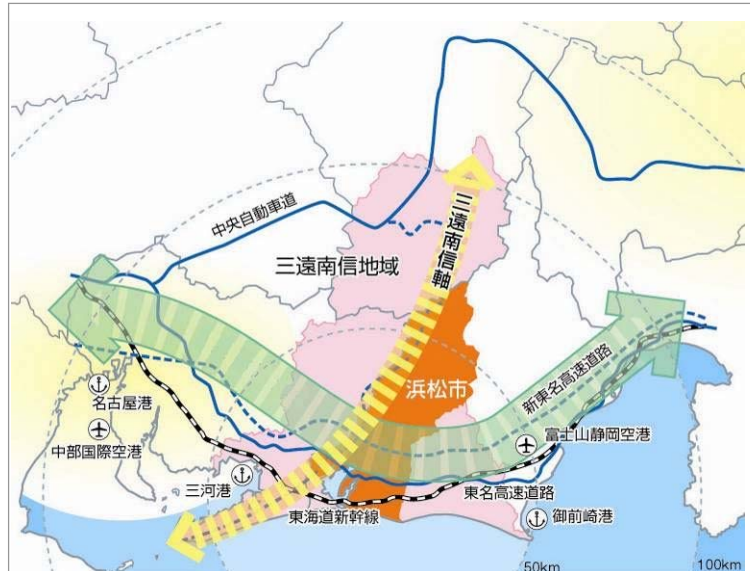 中央自動車道
三遠南信軸
三遠南信地域
浜松市
新東名高速道路
名古屋港
富士山静岡空港
中部国際空港
三河港
東名高速道路
東海道新幹線
御前崎港
50km
100km